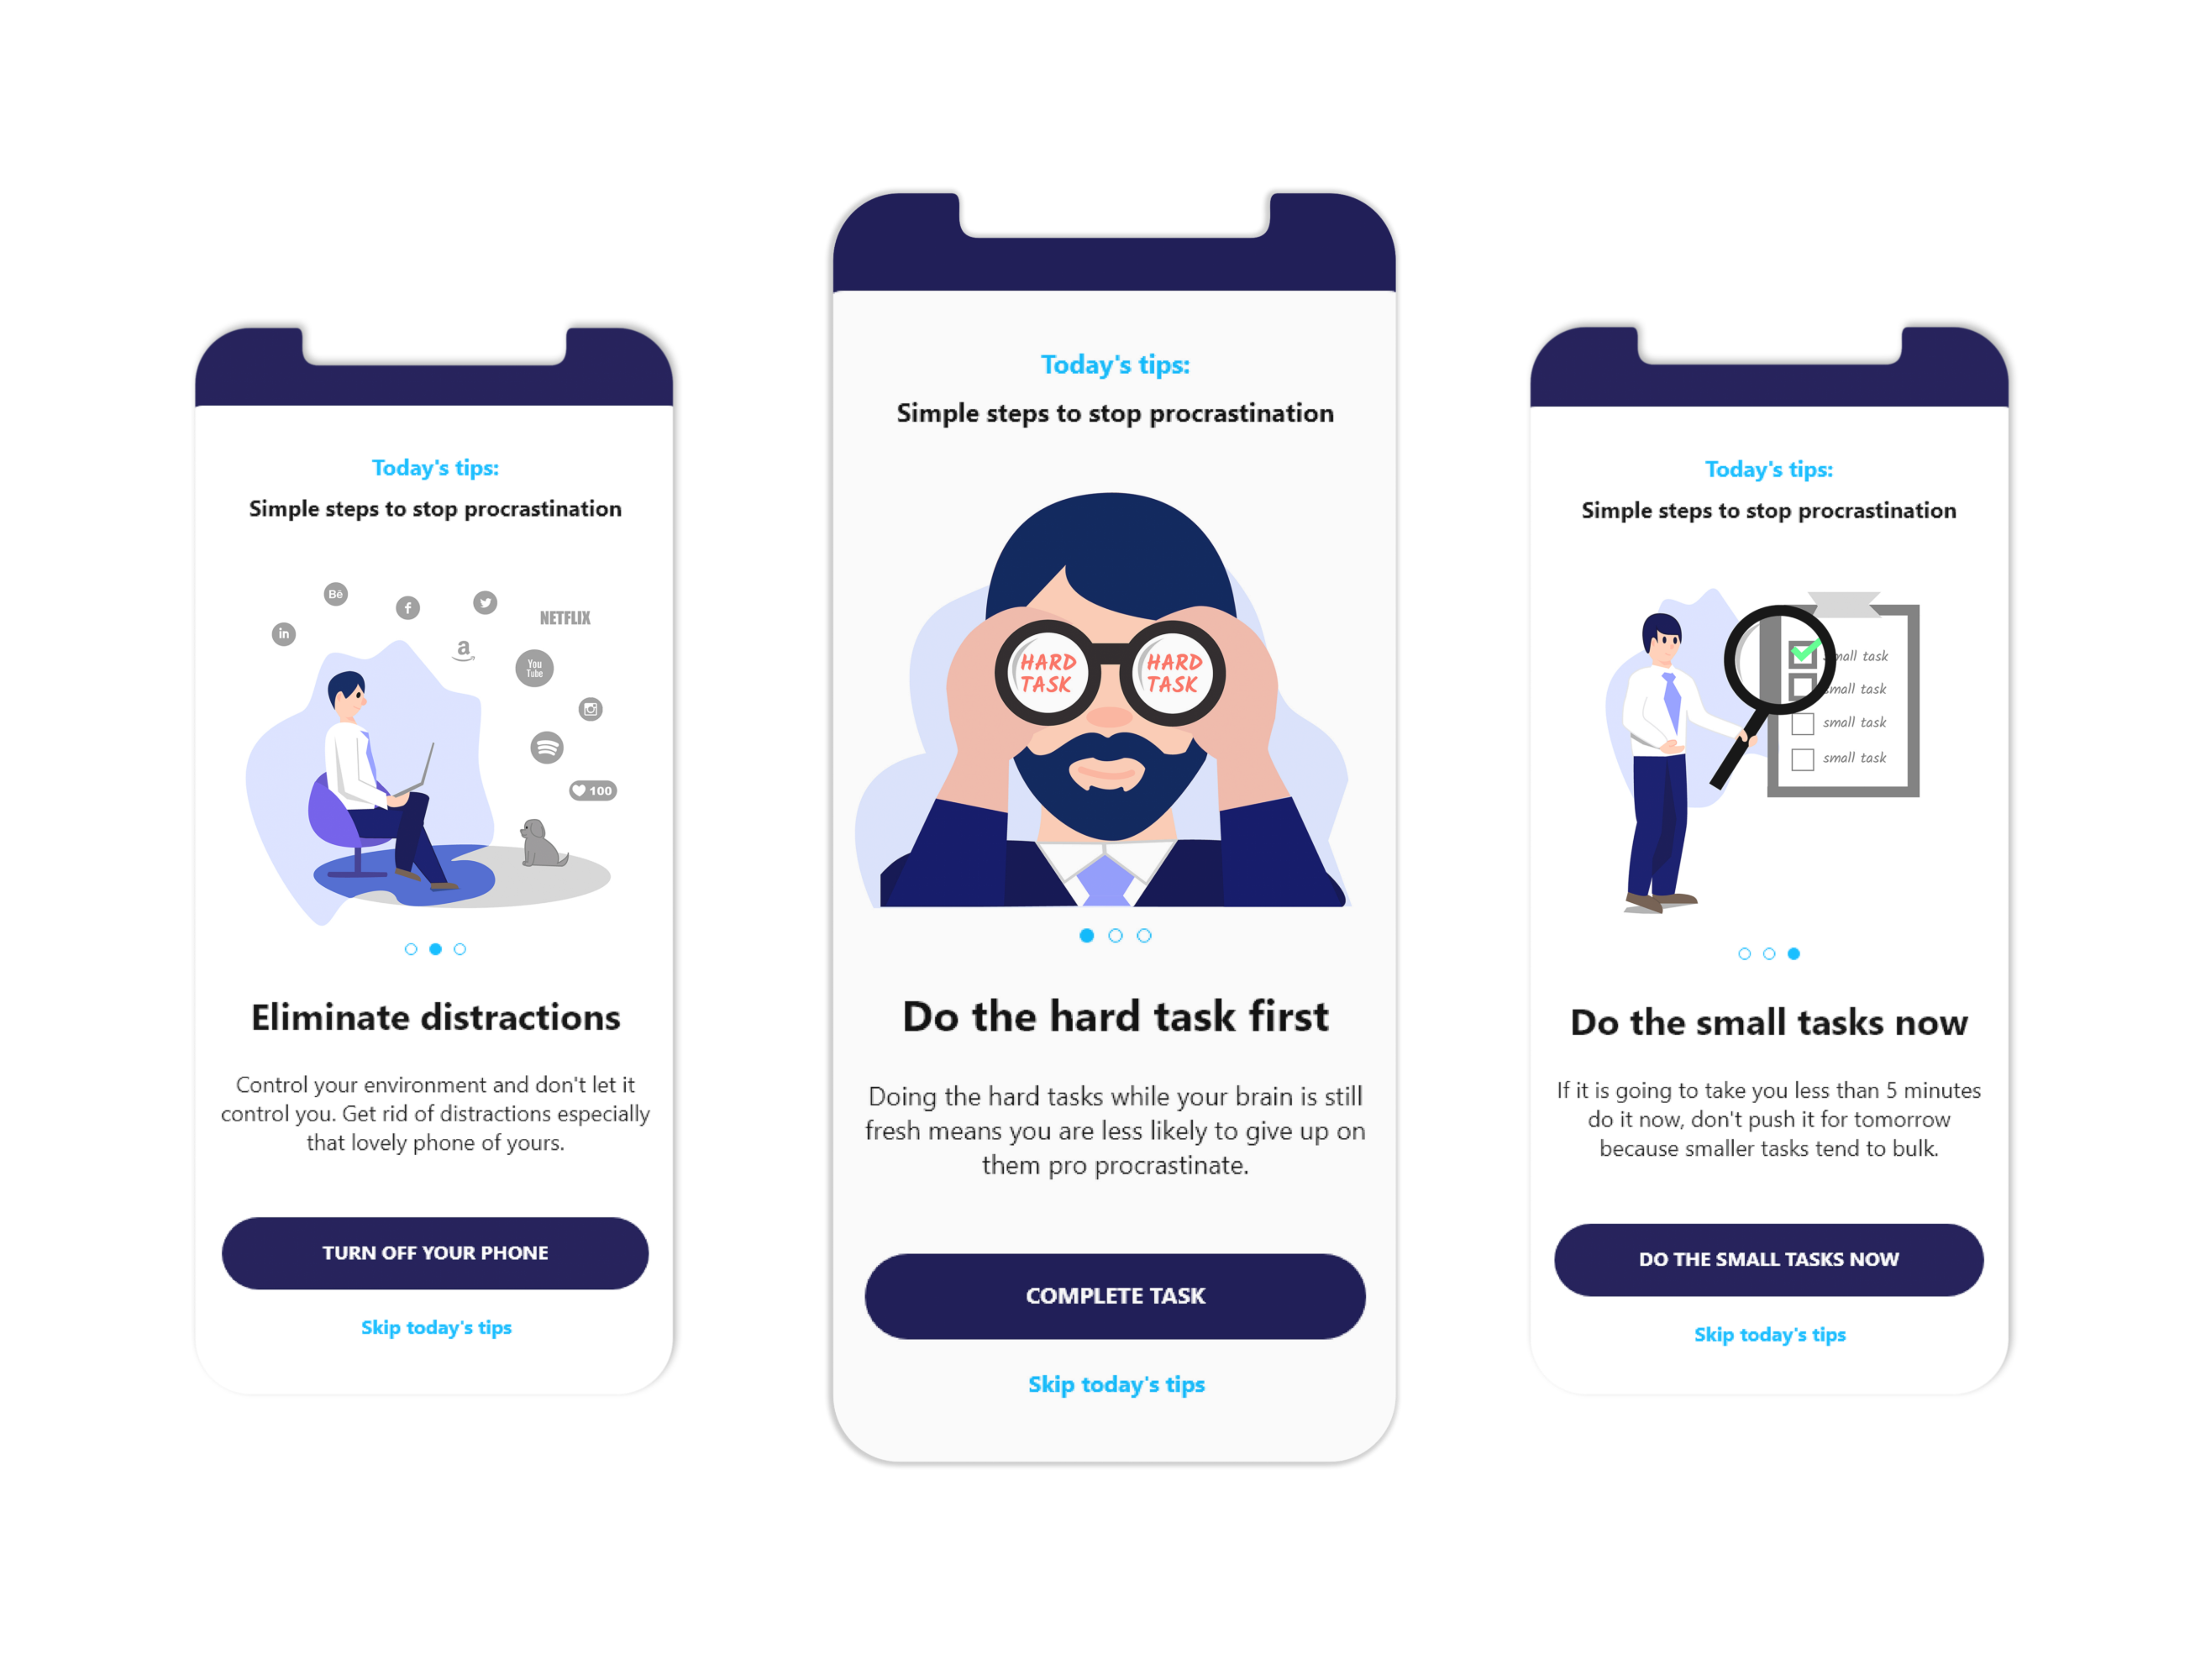 Today's tips:
Simple steps to stop procrastination
Bē
f
in
NETFLIX
a
You
Tube
100
Eliminate distractions
Control your environment and don't let it
control you. Get rid of distractions especially
that lovely phone of yours.
TURN OFF YOUR PHONE
Skip today's tips
Today's tips:
Simple steps to stop procrastination
HARD
TASK
HARD
TASK
Do the hard task first
Doing the hard tasks while your brain is still
fresh means you are less likely to give up on
them pro procrastinate.
COMPLETE TASK
Skip today's tips
Today's tips:
Simple steps to stop procrastination
small task
small task
small task
small task
Do the small tasks now
If it is going to take you less than 5 minutes
do it now, don't push it for tomorrow
because smaller tasks tend to bulk.
DO THE SMALL TASKS NOW
Skip today's tips